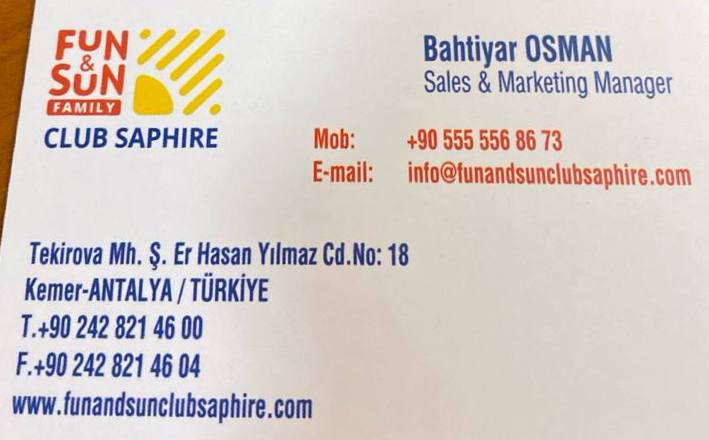 FUN
&
SUN
FAMILY
CLUB SAPHIRE
Bahtiyar OSMAN
Sales & Marketing Manager
Mob: +90 555 556 86 73
E-mail: info@funandsunclubsaphire.com
Tekirova Mh. Ş. Er Hasan Yılmaz Cd.No: 18
Kemer-ANTALYA / TÜRKİYE
T.+90 242 821 46 00
F.+90 242 821 46 04
www.funandsunclubsaphire.com